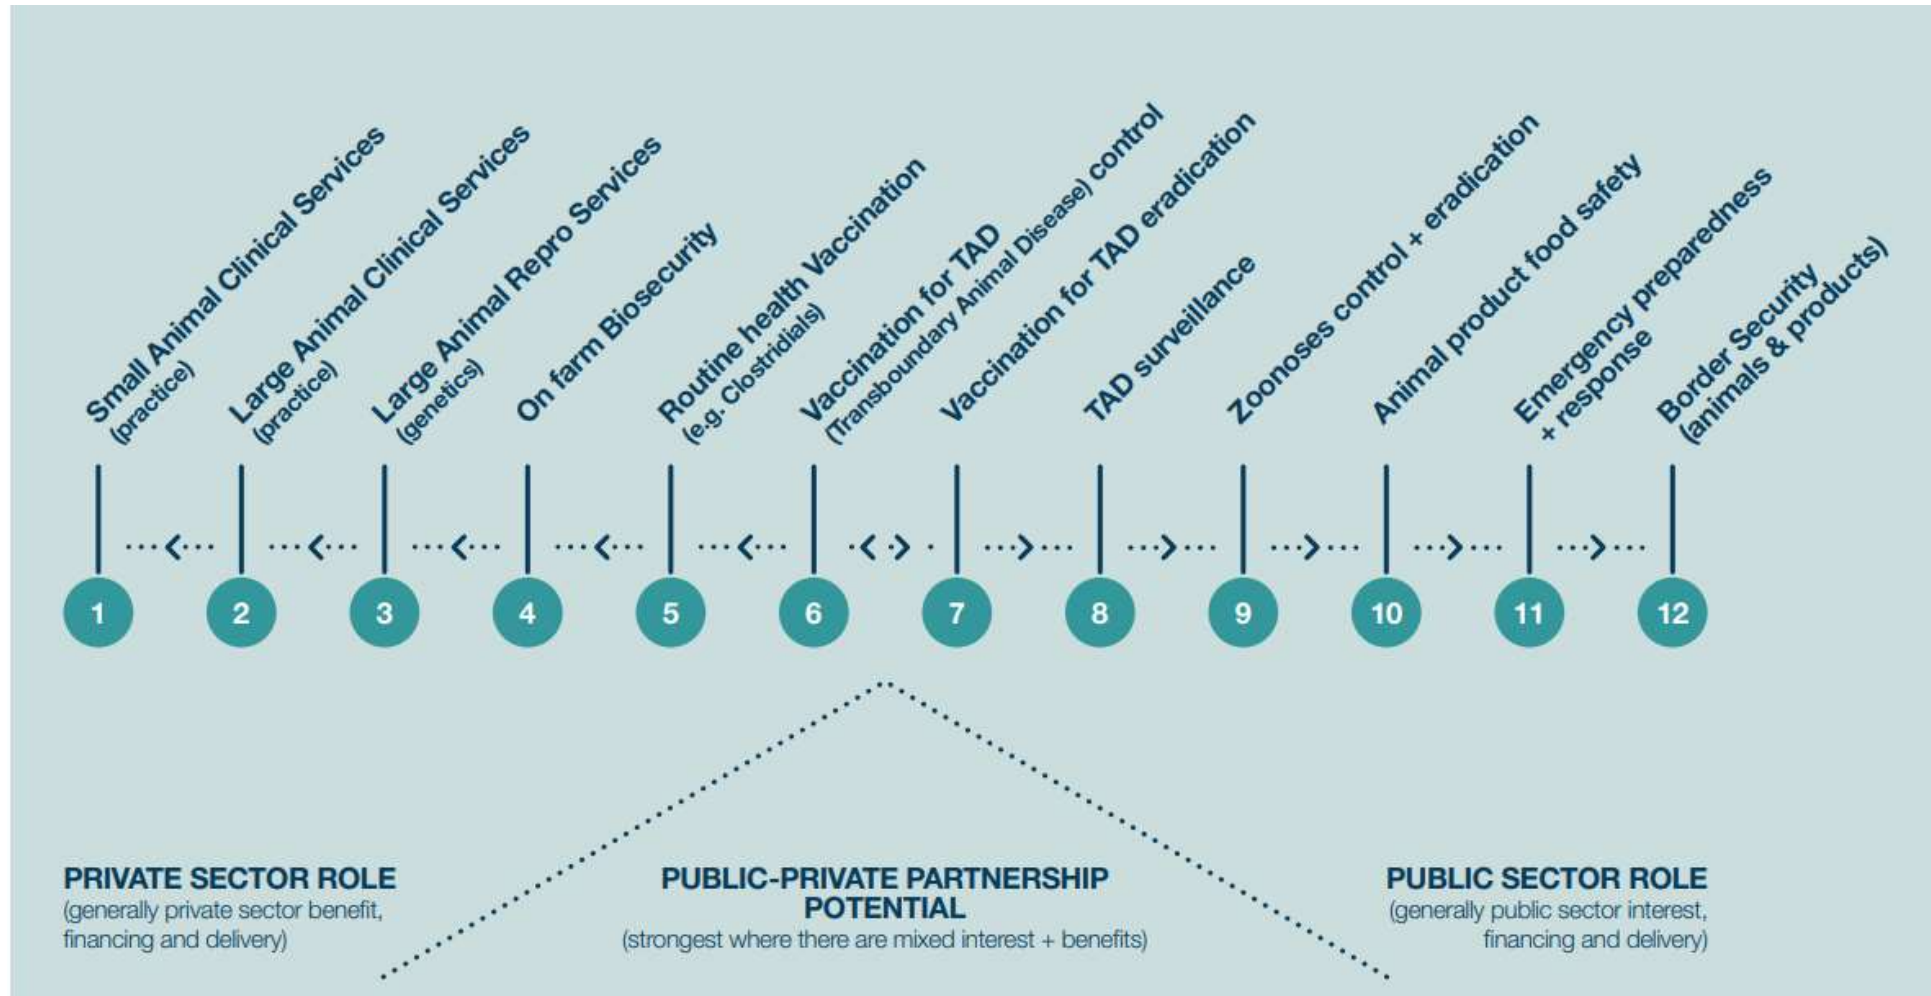 Small Animal Clinical Services
(practice)
Large Animal Clinical Services
(practice)
Large Animal Repro Services
(genetics)
On farm Biosecurity
Routine health Vaccination
(e.g. Clostridials)
Vaccination for TAD
(Transboundary Animal Disease) control
Vaccination for TAD eradication
TAD surveillance
Zoonoses control + eradication
Animal product food safety
Emergency preparedness
+ response
Border Security
(animals & products)
1
2
3
4
5
6
7
8
9
10
11
12
PRIVATE SECTOR ROLE
(generally private sector benefit,
financing and delivery)
PUBLIC-PRIVATE PARTNERSHIP
POTENTIAL
(strongest where there are mixed interest + benefits)
PUBLIC SECTOR ROLE
(generally public sector interest,
financing and delivery)